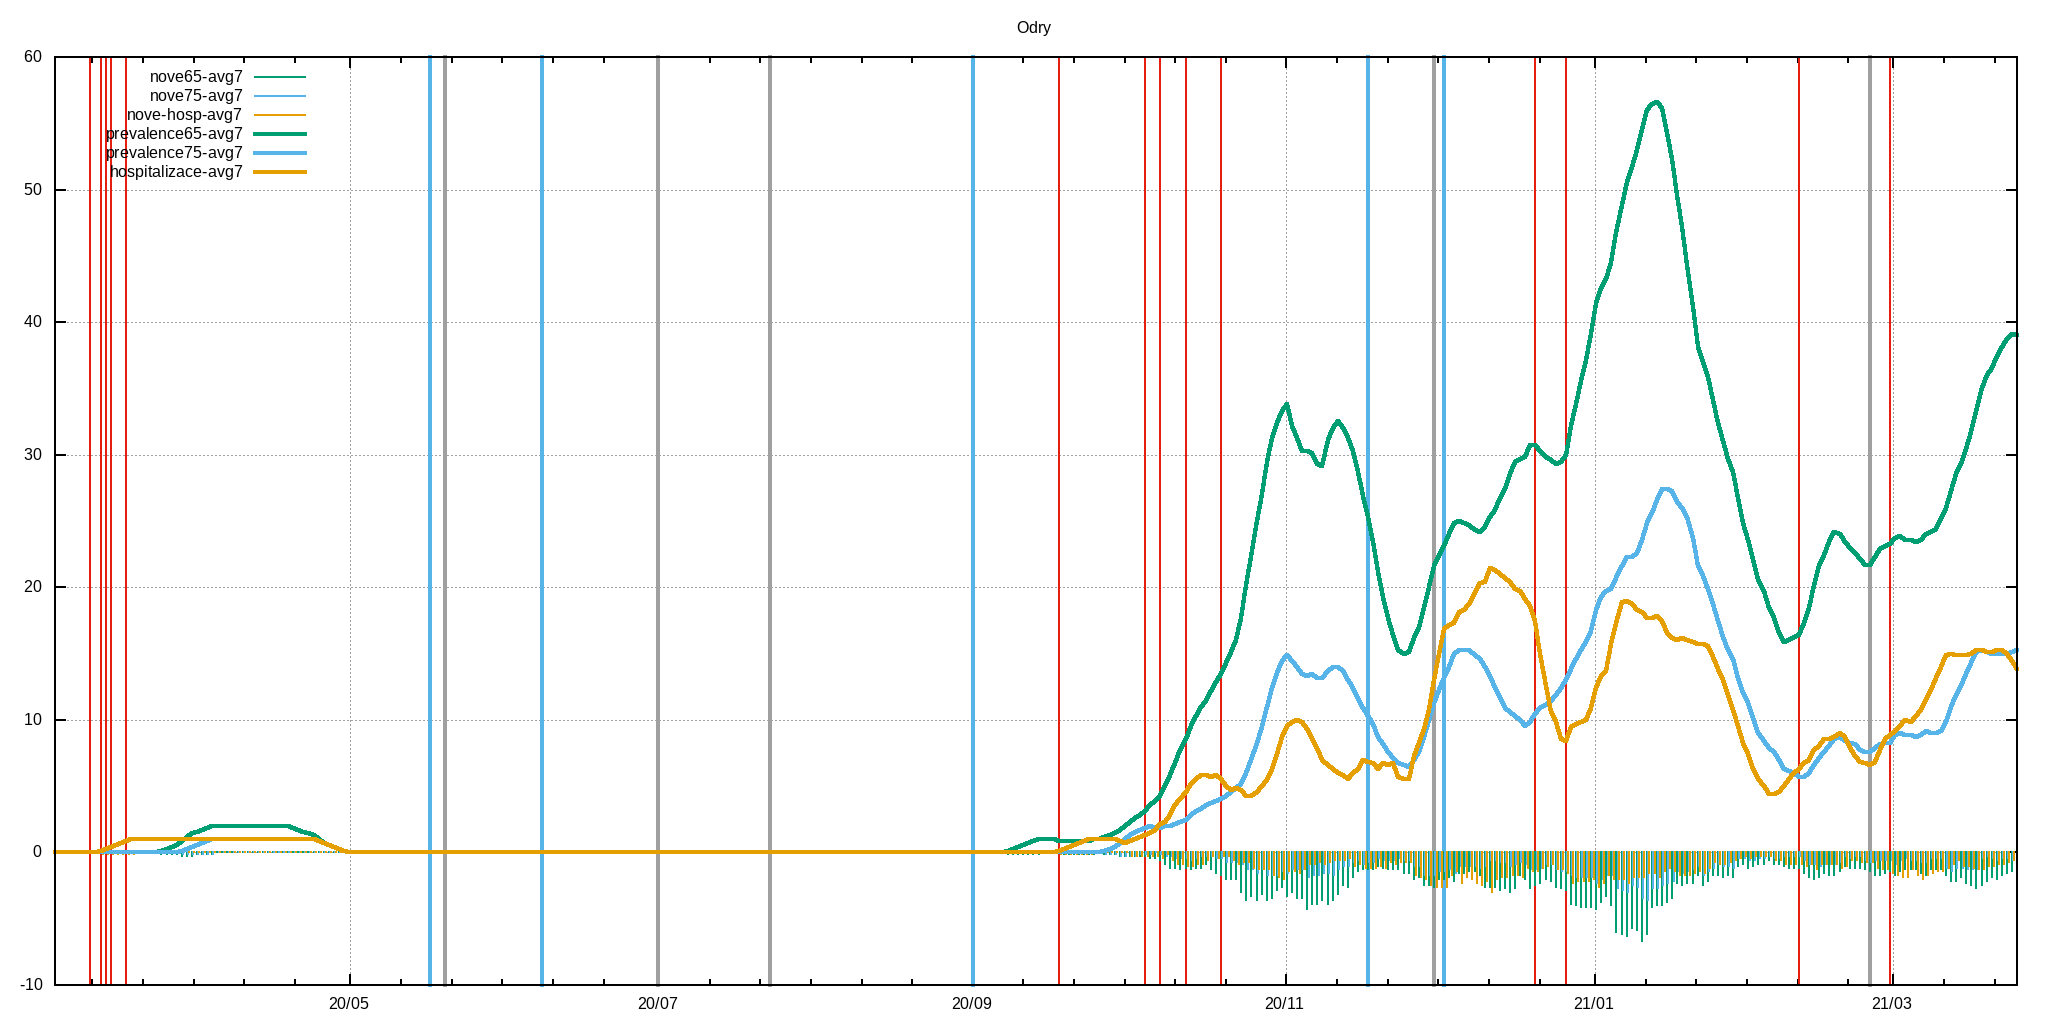 Odry
60
50
40
30
20
10
0
-10
nove65-avg7
nove75-avg7
nove-hosp-avg7
prevalence65-avg7
prevalence75-avg7
hospitalizace-avg7
20/05 20/07 20/09 20/11 21/01 21/03